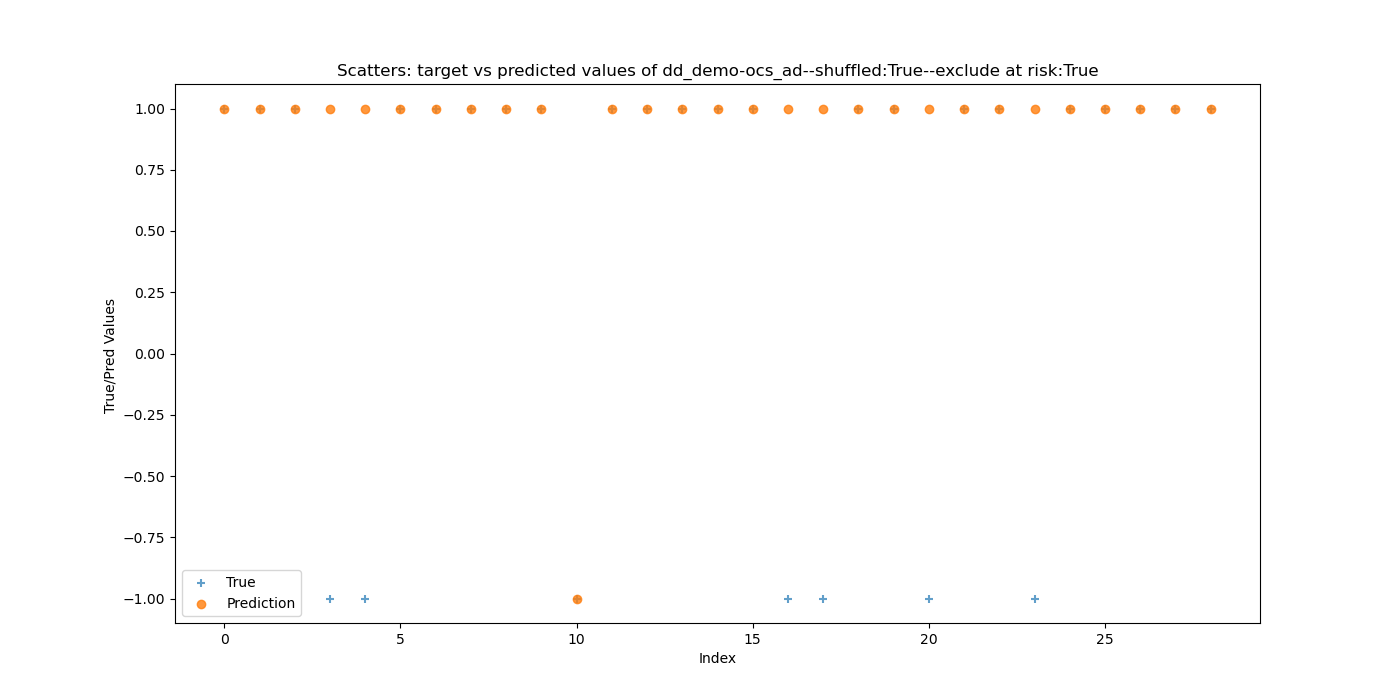 Scatters: target vs predicted values of dd_demo-ocs_ad--shuffled:True--exclude at risk:True
1.00
0.75
0.50
0.25
0.00
−0.25
−0.50
−0.75
−1.00
True/Pred Values
True
Prediction
0 5 10 15 20 25
Index